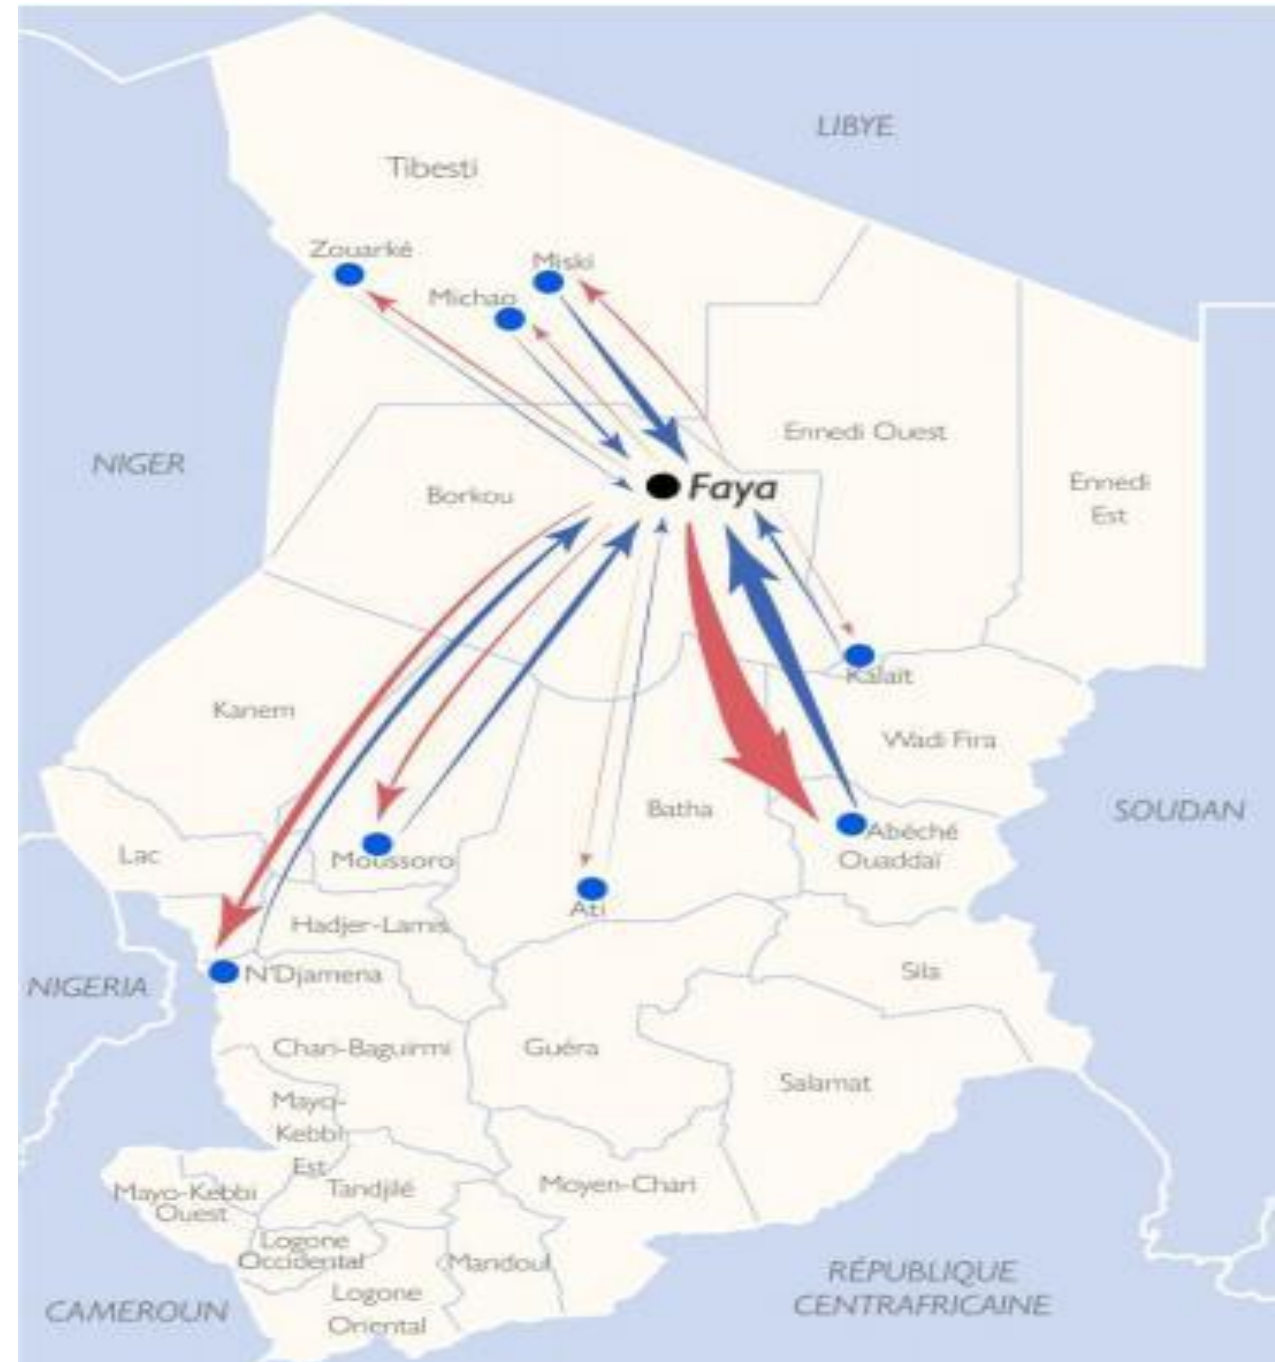 LIBYE
Tibesti
Zouarké
Miski
Michao
Ennedi Ouest
NIGER
Borkou
Faya
Ennedi
Est
Kalait
Kanem
Wadi Fira
Batha
SOUDAN
Lac
Moussoro
Abéché
Ouaddaï
Ati
Hadjer-Lamis
NIGERIA
N'Djamena
Sila
Chari-Baguirmi
Guéra
Salamat
Mayo-
Kebbi
Est
Mayo-Kebbi
Ouest
Tandjilé
Moyen-Chari
Logone
Occidental
Mandoul
Logone
Oriental
CAMEROUN
RÉPUBLIQUE
CENTRAFRICAINE